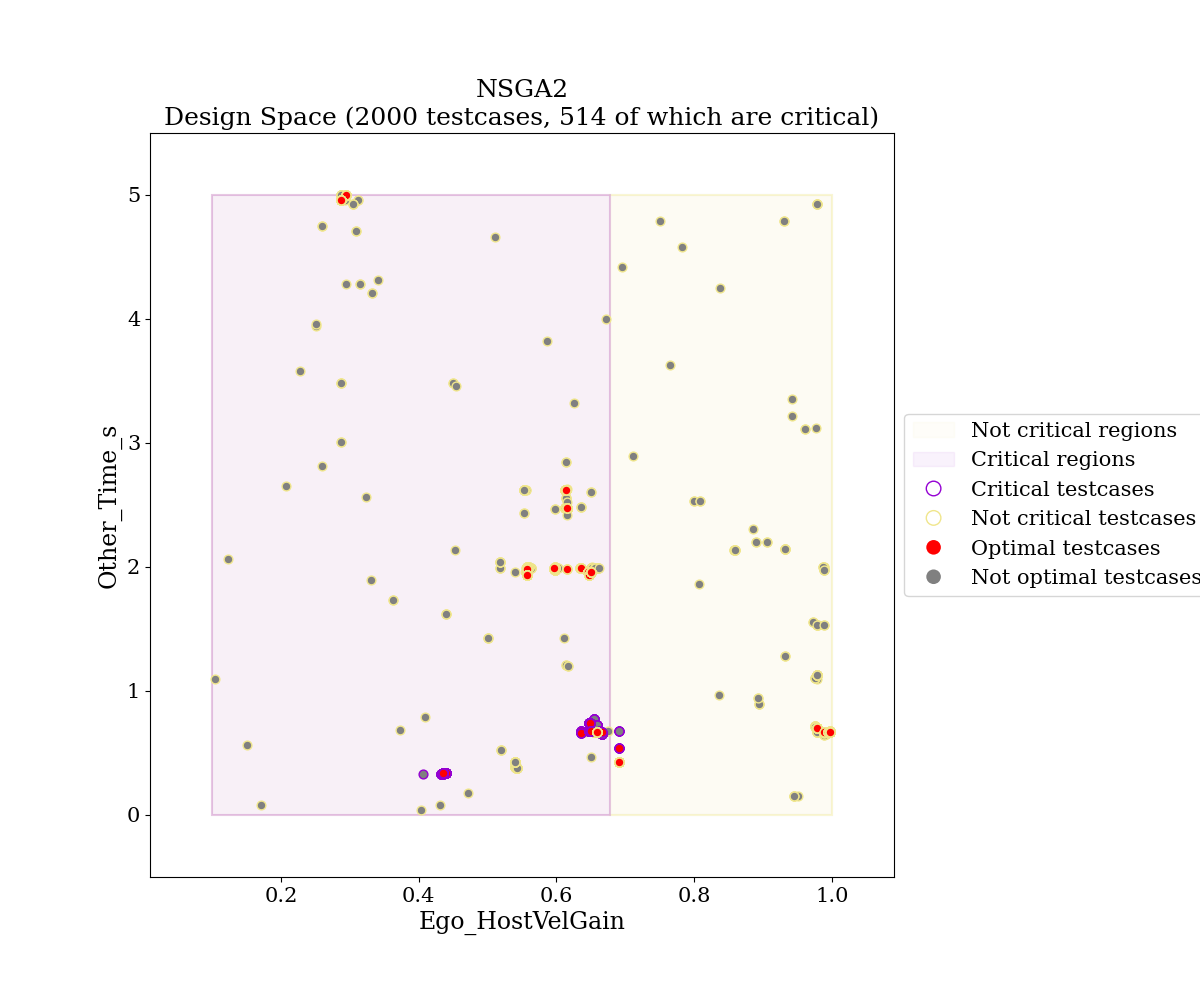 NSGA2
Design Space (2000 testcases, 514 of which are critical)
Other_Time_s
5
4
3
2
1
0
0.2
0.4
0.6
0.8
1.0
Ego_HostVelGain
Not critical regions
Critical regions
Critical testcases
Not critical testcases
Optimal testcases
Not optimal testcases